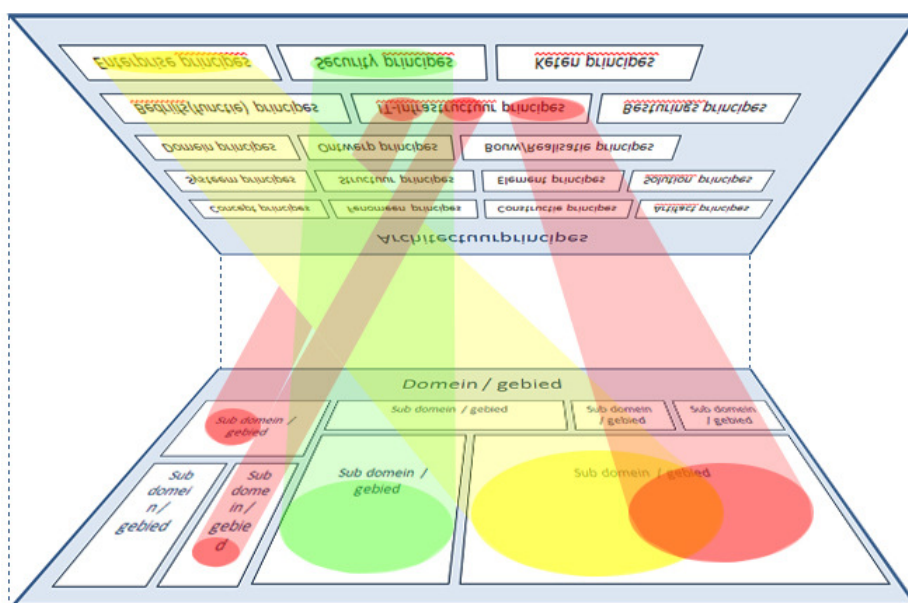 Enterprise principes
Security principes
Keten principes
Bedrijfs(functie) principes
IT-infrastructuur principes
Besturings principes
Domein principes
Ontwerp principes
Bouw/Realisatie principes
Systeem principes
Structuur principes
Element principes
Solution principes
Concept principes
Fenomeen principes
Constructie principes
Artifact principes
Architectuurprincipes
Domein / gebied
Sub domein /
gebied
Sub domein / gebied
Sub domein
/ gebied
Sub domein
/ gebied
Sub
domei
n /
gebied
Sub
dome
in /
gebie
d
Sub domein /
gebied
Sub domein / gebied